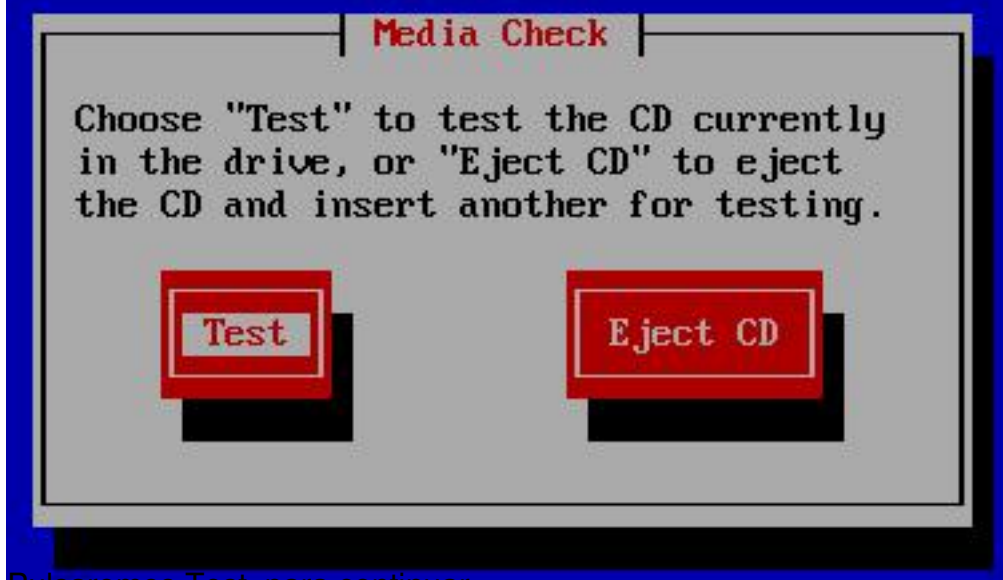 Media Check
Choose "Test" to test the CD currently
in the drive, or "Eject CD" to eject
the CD and insert another for testing.
Test
Eject CD